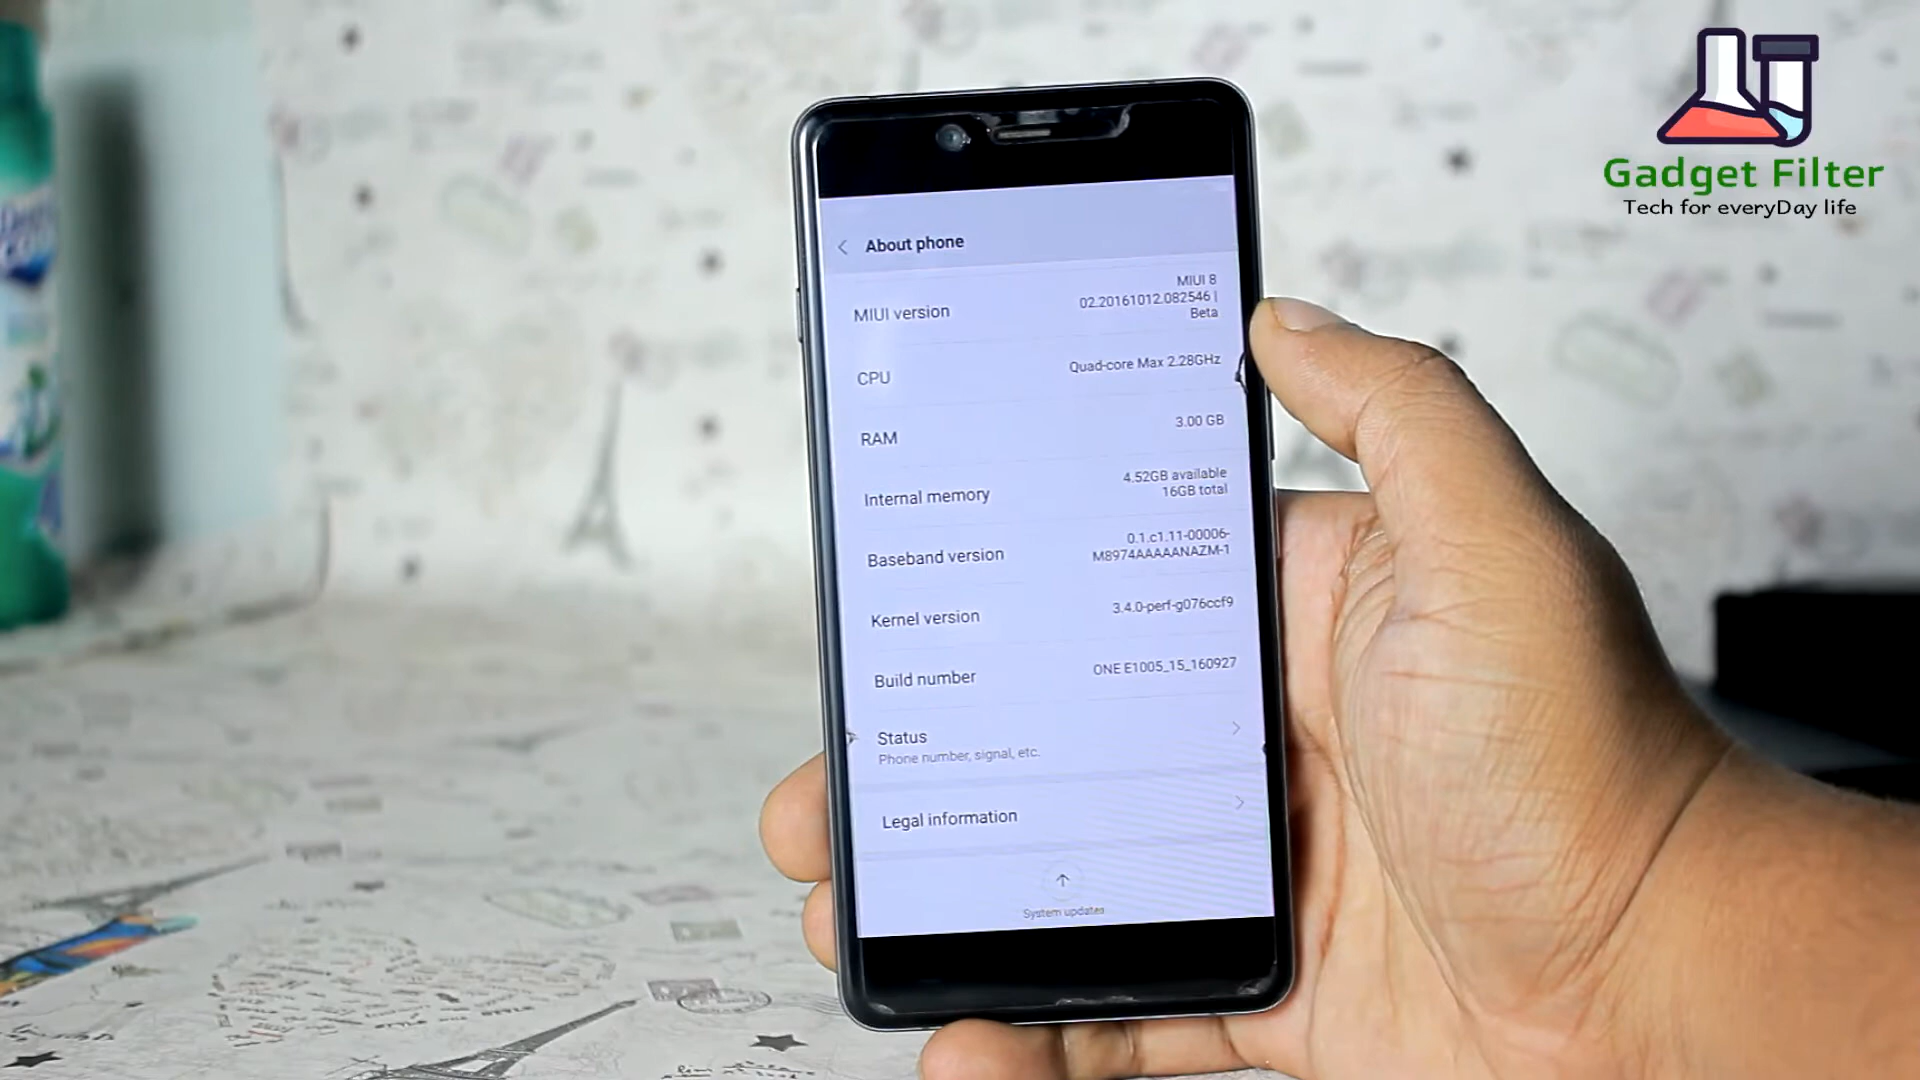 Gadget Filter
Tech for everyDay life
About phone
MIUI version
MIUI 8
02.20161012.082546 |
Beta
CPU
Quad-core Max 2.28GHz
RAM
3.00 GB
Internal memory
4.52GB available
16GB total
Baseband version
0.1.c1.11-00006-
M8974AAAAANAZM-1
Kernel version
3.4.0-perf-g076ccf9
Build number
ONE E1005_15_160927
Status
Phone number, signal, etc.
Legal information
System updates